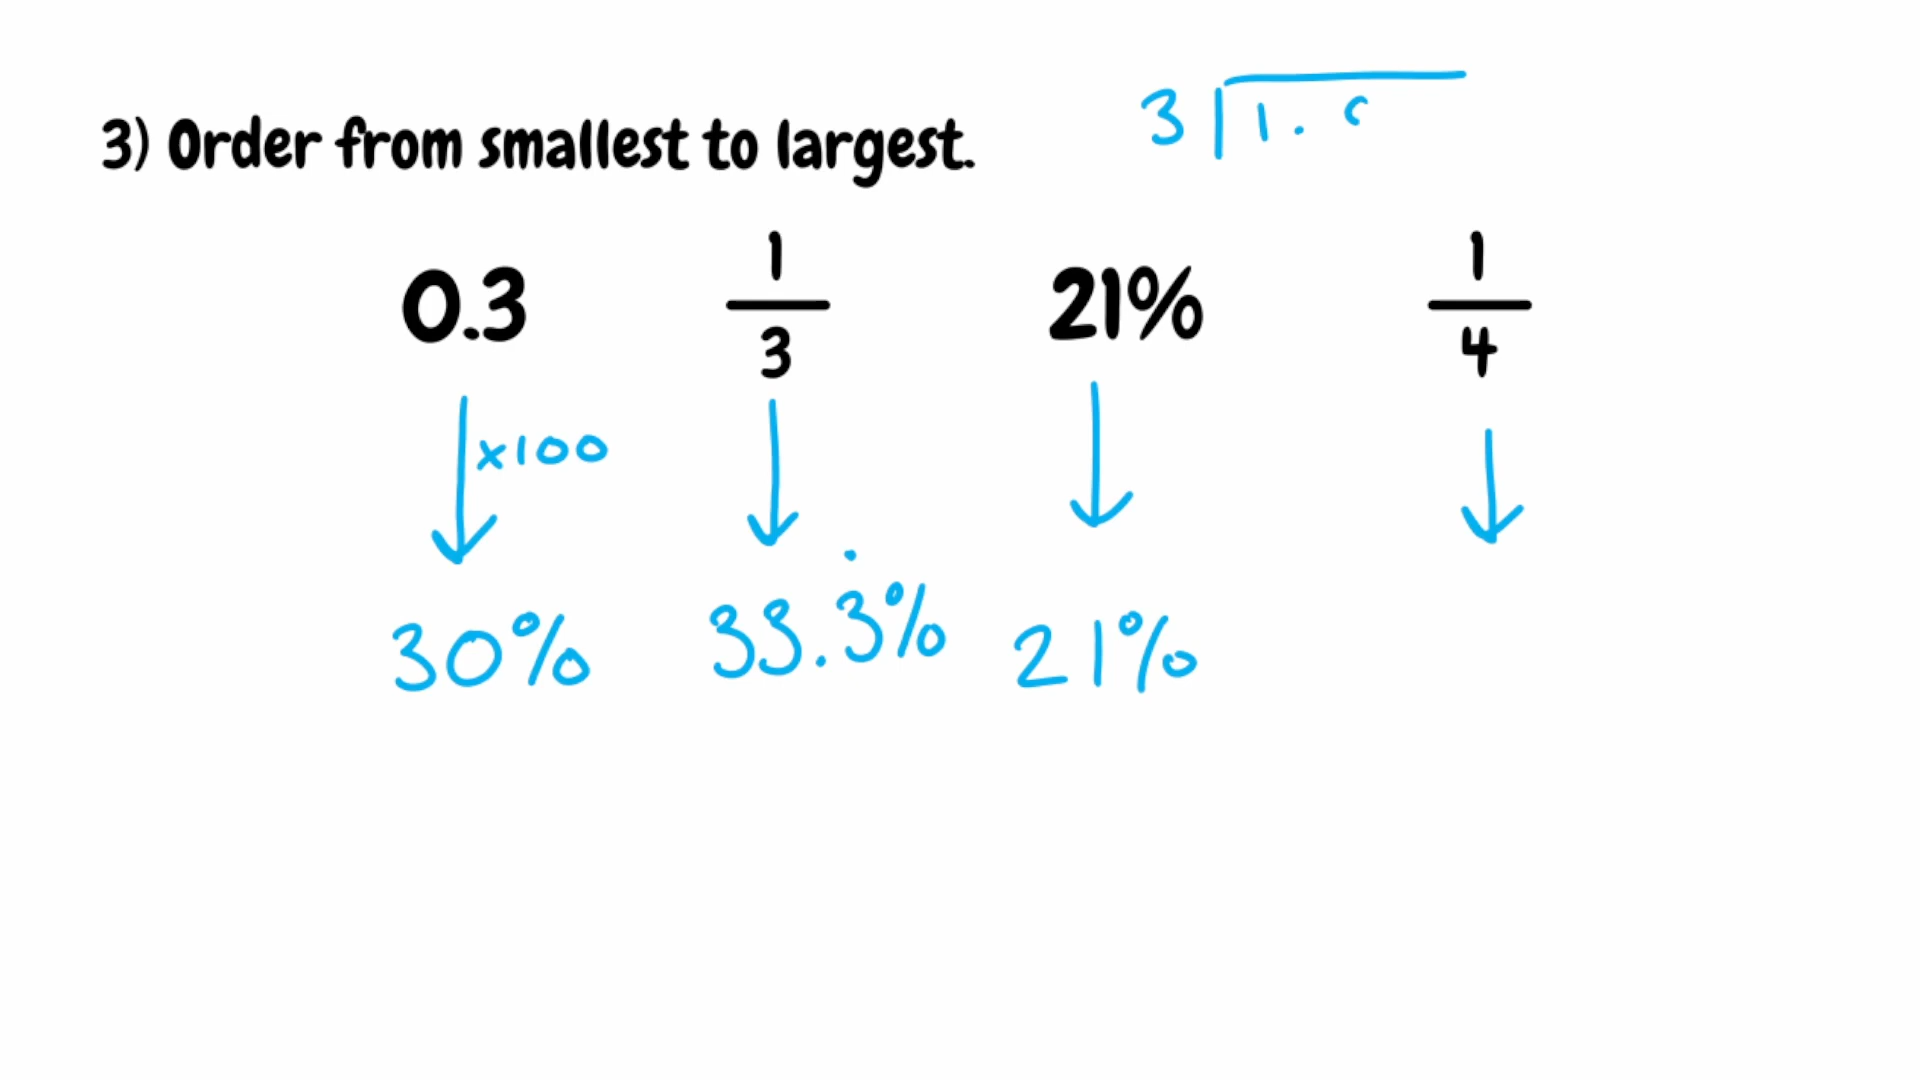 3 1.
3) Order from smallest to largest.
0.3 1/3 21% 1/4
x100
30% 33.3̇% 21%